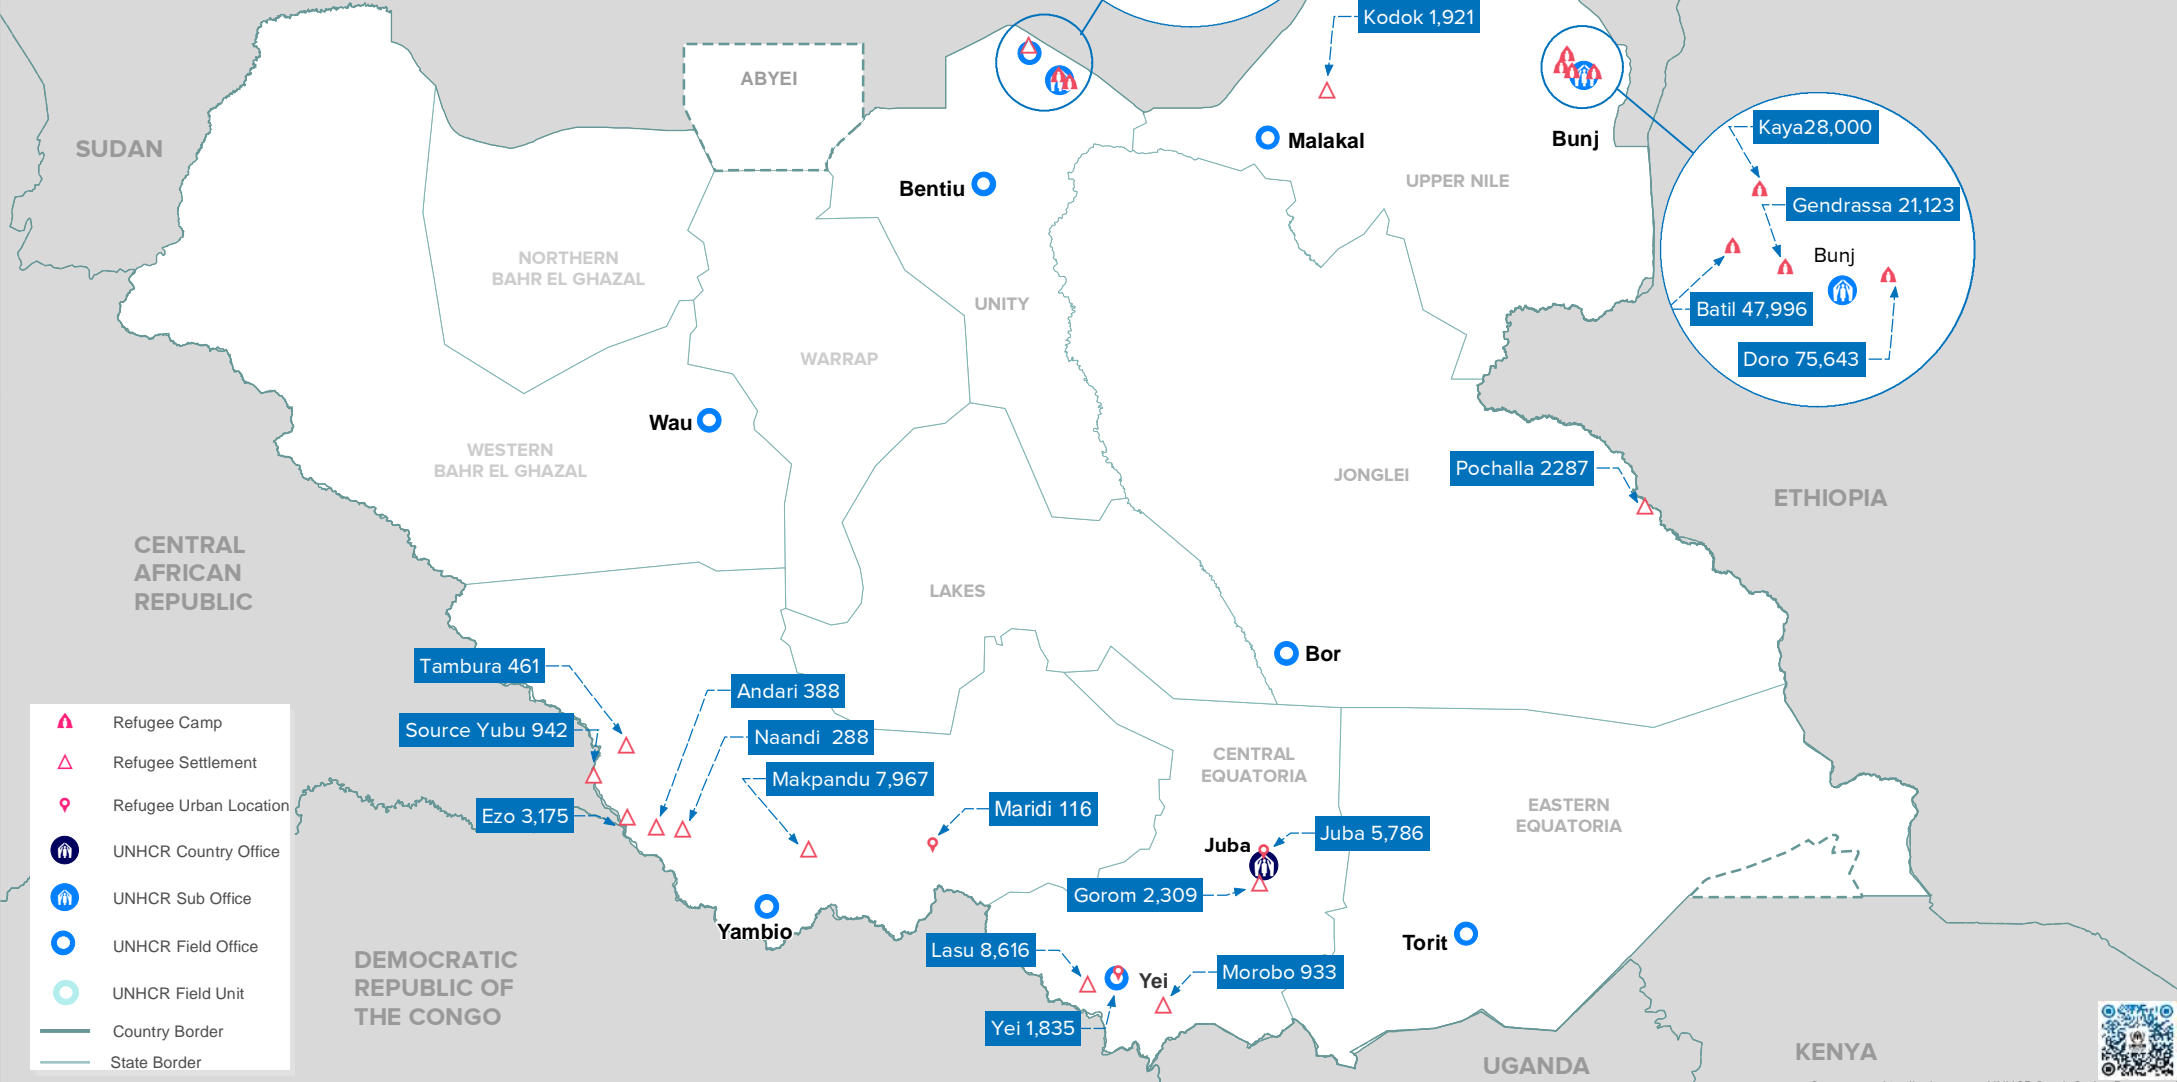 Kodok 1,921
ABYEI
SUDAN
Malakal
Bunj
Kaya28,000
UPPER NILE
Bentiu
Gendrassa 21,123
Bunj
NORTHERN
BAHR EL GHAZAL
UNITY
Batil 47,996
WARRAP
Doro 75,643
Wau
WESTERN
BAHR EL GHAZAL
JONGLEI
Pochalla 2287
ETHIOPIA
CENTRAL
AFRICAN
REPUBLIC
LAKES
Bor
Tambura 461
Andari 388
Source Yubu 942
Naandi 288
Makpandu 7,967
CENTRAL
EQUATORIA
Maridi 116
Ezo 3,175
EASTERN
EQUATORIA
Juba 5,786
Juba
Gorom 2,309
Yambio
Torit
Lasu 8,616
Yei
Morobo 933
Yei 1,835
DEMOCRATIC
REPUBLIC OF
THE CONGO
UGANDA
KENYA
Refugee Camp
Refugee Settlement
Refugee Urban Location
UNHCR Country Office
UNHCR Sub Office
UNHCR Field Office
UNHCR Field Unit
Country Border
State Border